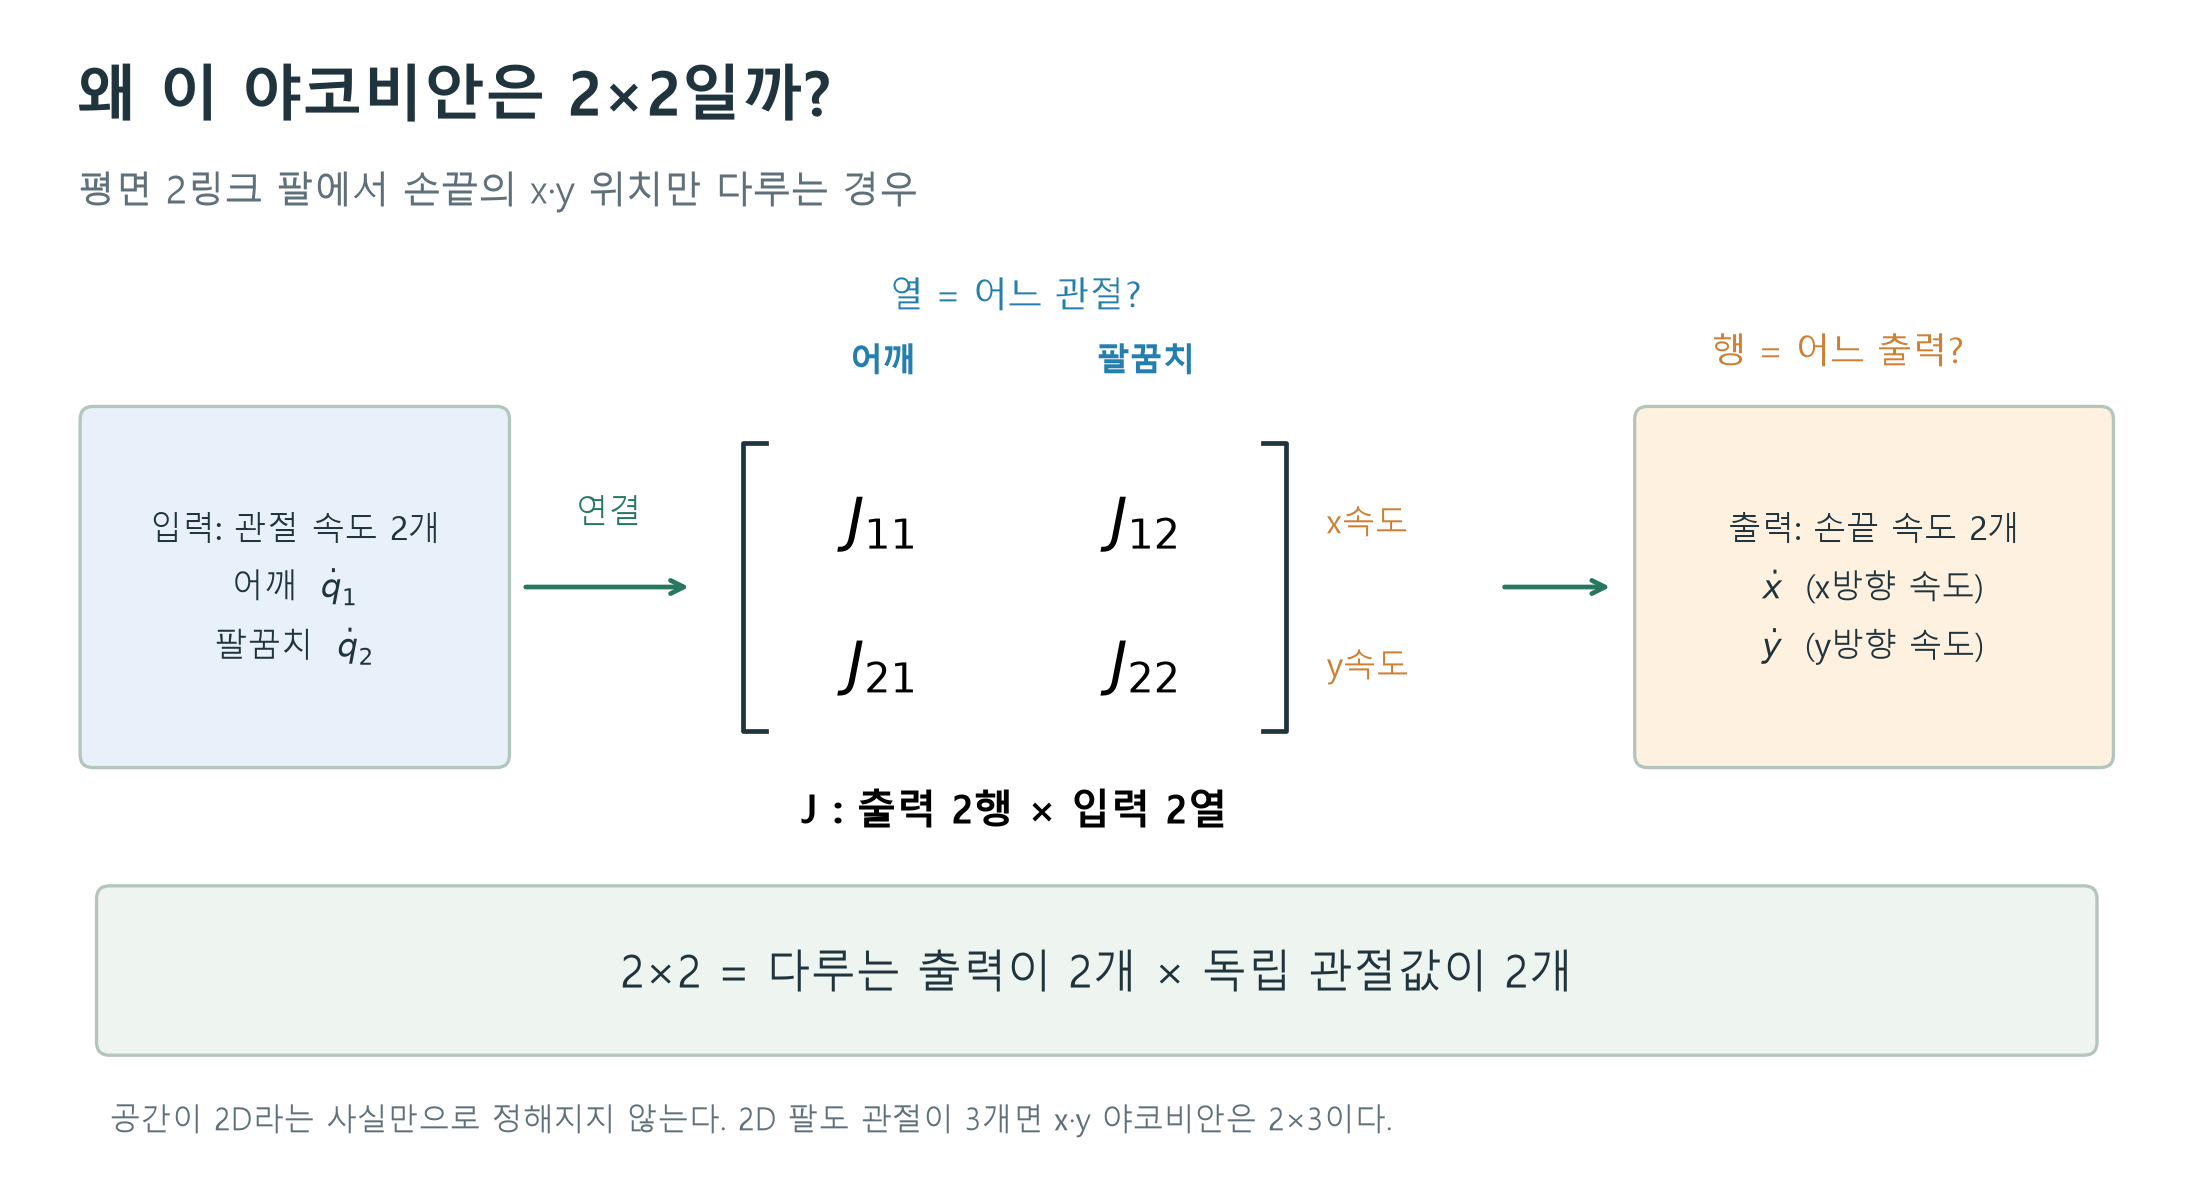 왜 이 야코비안은 2×2일까?
평면 2링크 팔에서 손끝의 x·y 위치만 다루는 경우
열 = 어느 관절?
어깨 팔꿈치
행 = 어느 출력?
입력: 관절 속도 2개
어깨 q̇₁
팔꿈치 q̇₂
연결
J₁₁ J₁₂
J₂₁ J₂₂
x속도
y속도
출력: 손끝 속도 2개
ẋ (x방향 속도)
ẏ (y방향 속도)
J : 출력 2행 × 입력 2열
2×2 = 다루는 출력이 2개 × 독립 관절값이 2개
공간이 2D라는 사실만으로 정해지지 않는다. 2D 팔도 관절이 3개면 x·y 야코비안은 2×3이다.